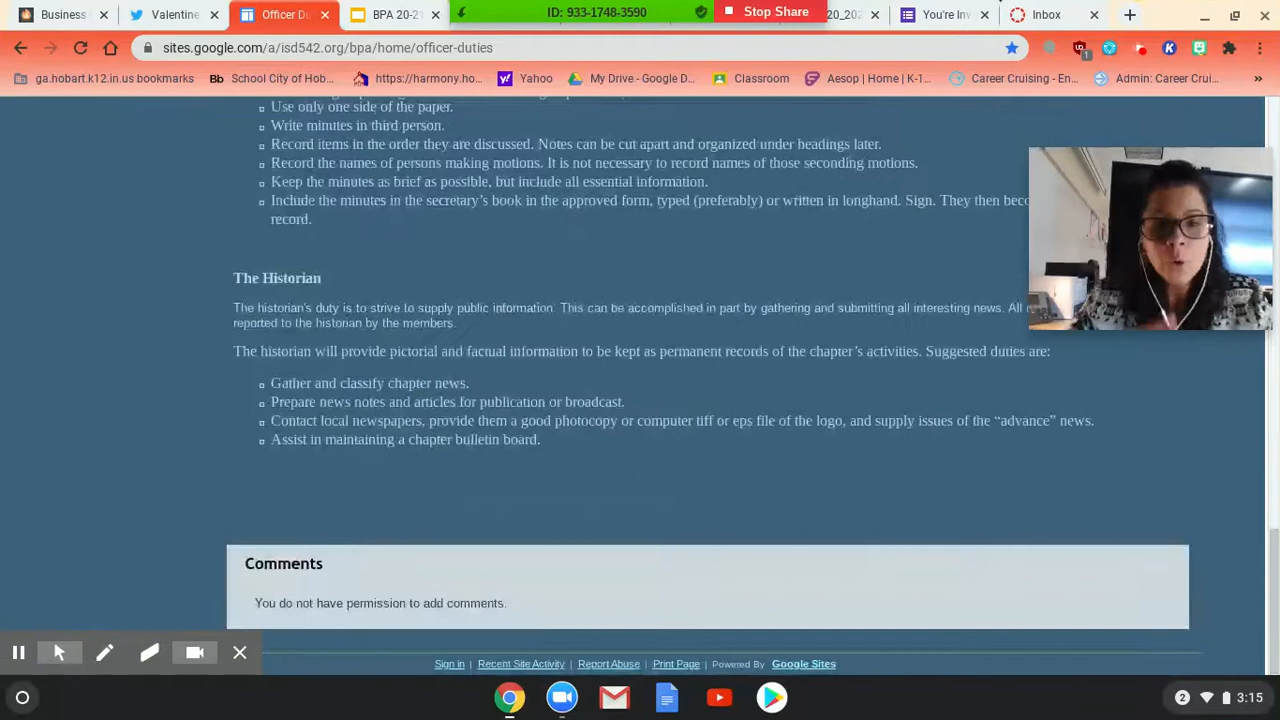 Business
Valentine
Officer Du
BPA 20-21
ID: 933-1748-3590
Stop Share
20_202
You're Inv
Inbox
sites.google.com/a/isd542.org/bpa/home/officer-duties
1
ga.hobart.k12.in.us bookmarks
Bb School City of Hob...
https://harmony.ho...
Yahoo
My Drive - Google D...
Classroom
Aesop | Home | K-1...
Career Cruising - En...
Admin: Career Crui...
»
Use only one side of the paper.
Write minutes in third person.
Record items in the order they are discussed. Notes can be cut apart and organized under headings later.
Record the names of persons making motions. It is not necessary to record names of those seconding motions.
Keep the minutes as brief as possible, but include all essential information.
Include the minutes in the secretary’s book in the approved form, typed (preferably) or written in longhand. Sign. They then beco
record.
The Historian
The historian's duty is to strive to supply public information. This can be accomplished in part by gathering and submitting all interesting news. All
reported to the historian by the members.
The historian will provide pictorial and factual information to be kept as permanent records of the chapter’s activities. Suggested duties are:
Gather and classify chapter news.
Prepare news notes and articles for publication or broadcast.
Contact local newspapers, provide them a good photocopy or computer tiff or eps file of the logo, and supply issues of the “advance” news.
Assist in maintaining a chapter bulletin board.
Comments
You do not have permission to add comments.
Sign in | Recent Site Activity | Report Abuse | Print Page | Powered By Google Sites
2 3:15